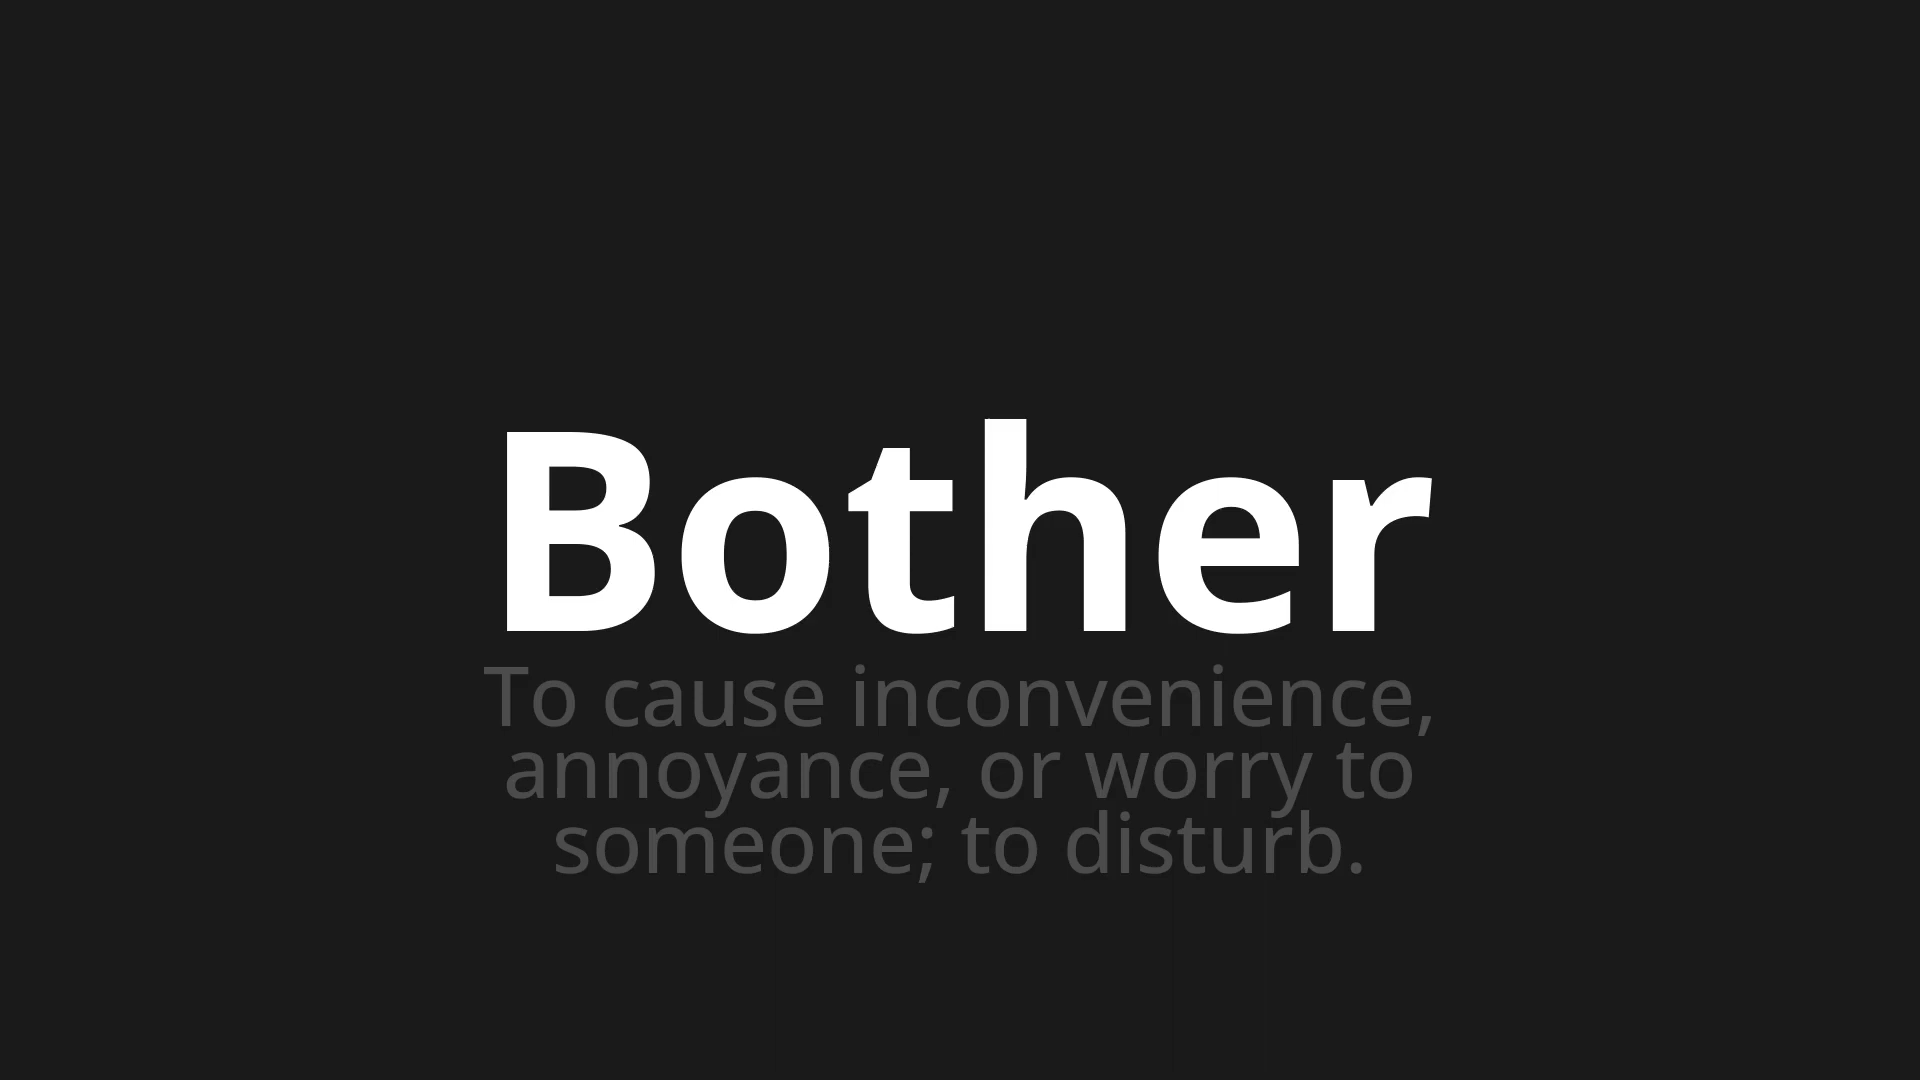 Bother
To cause inconvenience,
annoyance, or worry to
someone; to disturb.